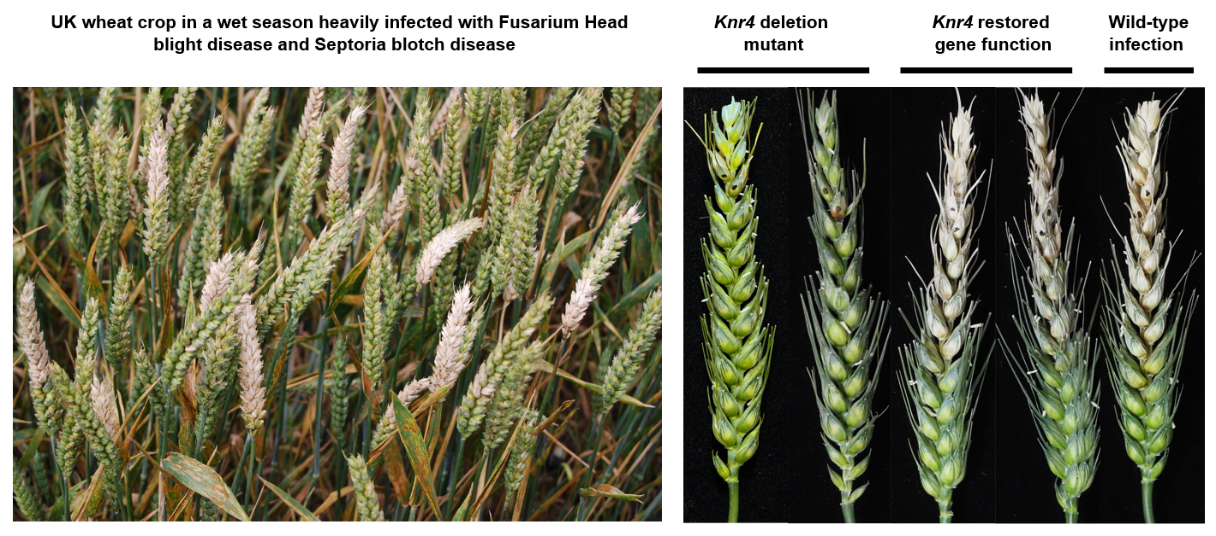 UK wheat crop in a wet season heavily infected with Fusarium Head
blight disease and Septoria blotch disease
Knr4 deletion
mutant
Knr4 restored
gene function
Wild-type
infection